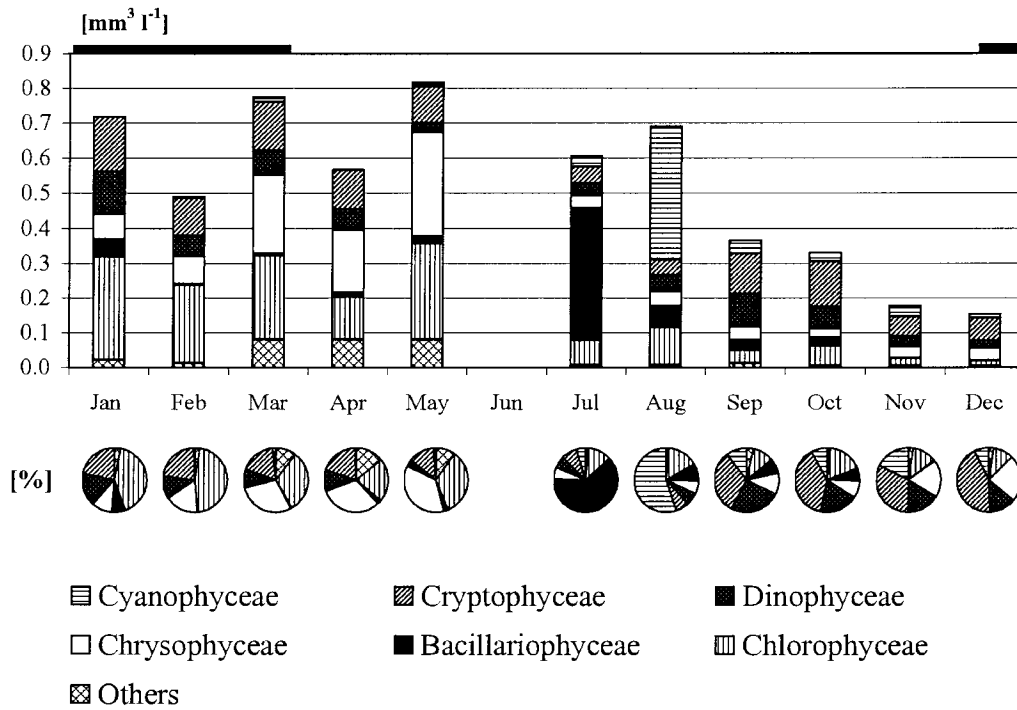 [mm³ l⁻¹]
0.9
0.8
0.7
0.6
0.5
0.4
0.3
0.2
0.1
0.0
Jan Feb Mar Apr May Jun Jul Aug Sep Oct Nov Dec
[%]
Cyanophyceae Cryptophyceae Dinophyceae
Chrysophyceae Bacillariophyceae Chlorophyceae
Others